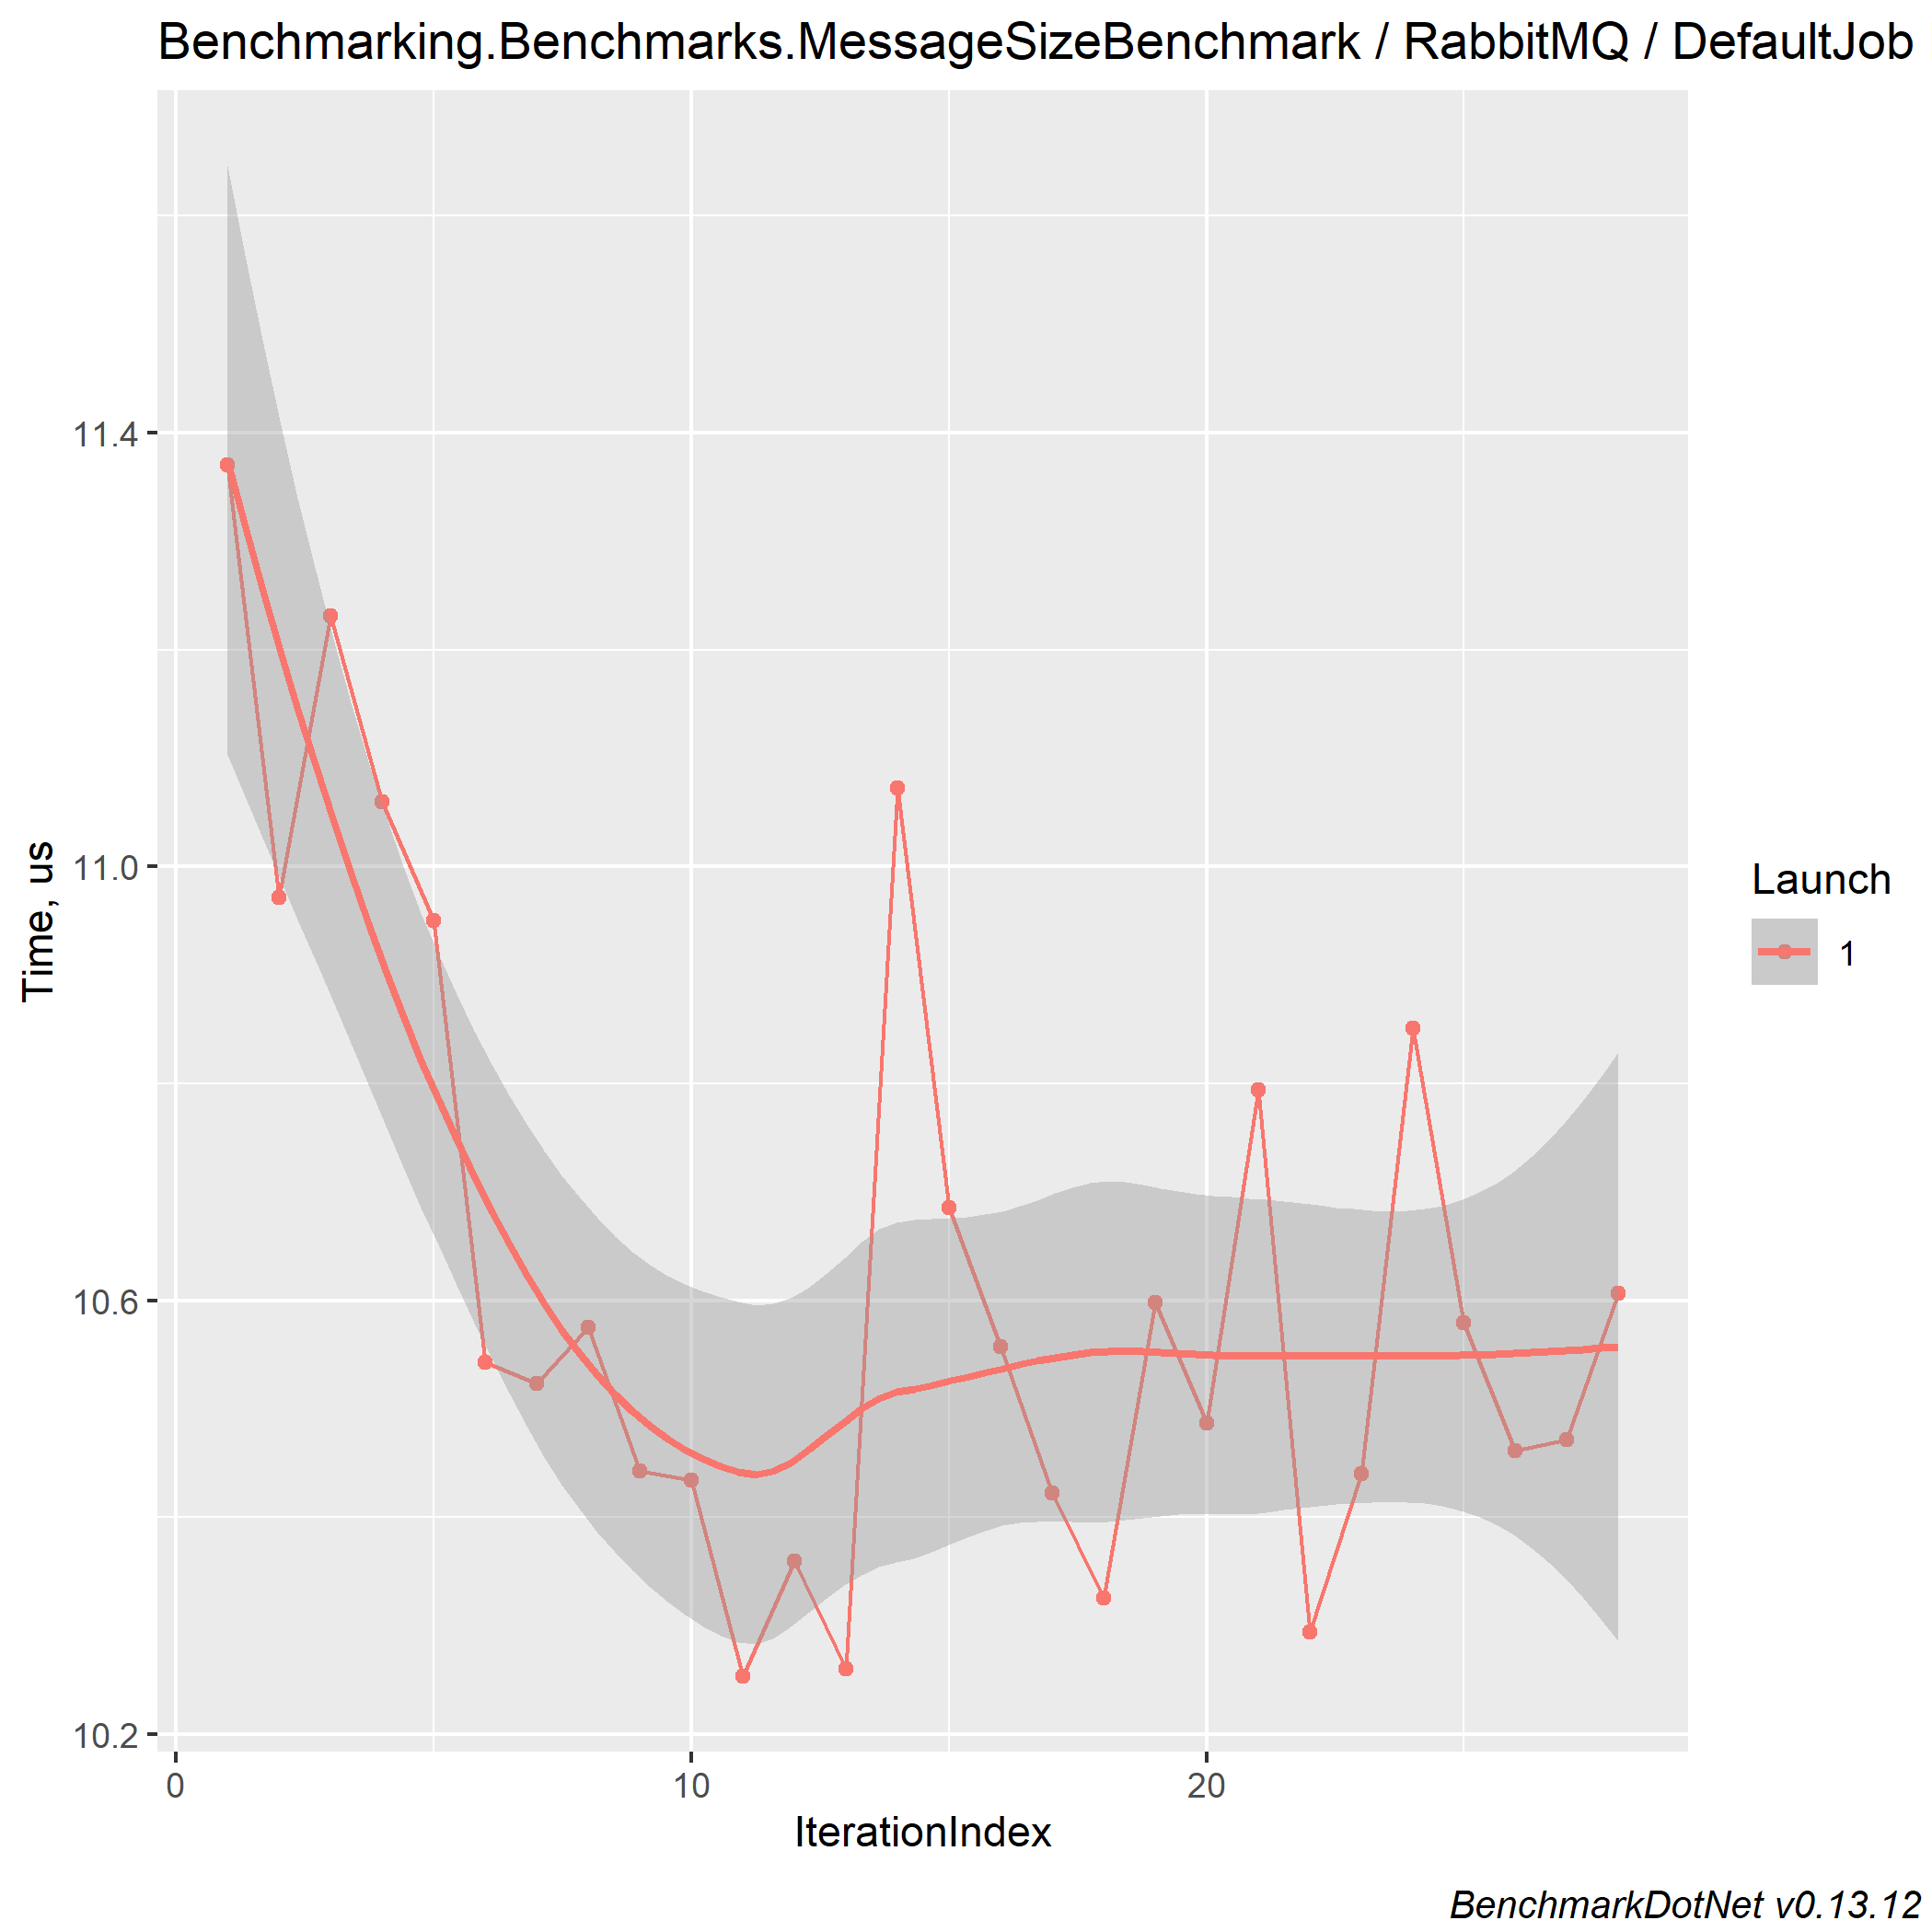 Benchmarking.Benchmarks.MessageSizeBenchmark / RabbitMQ / DefaultJob
11.4
11.0
10.6
10.2
Time, us
0 10 20
IterationIndex
Launch
1
BenchmarkDotNet v0.13.12